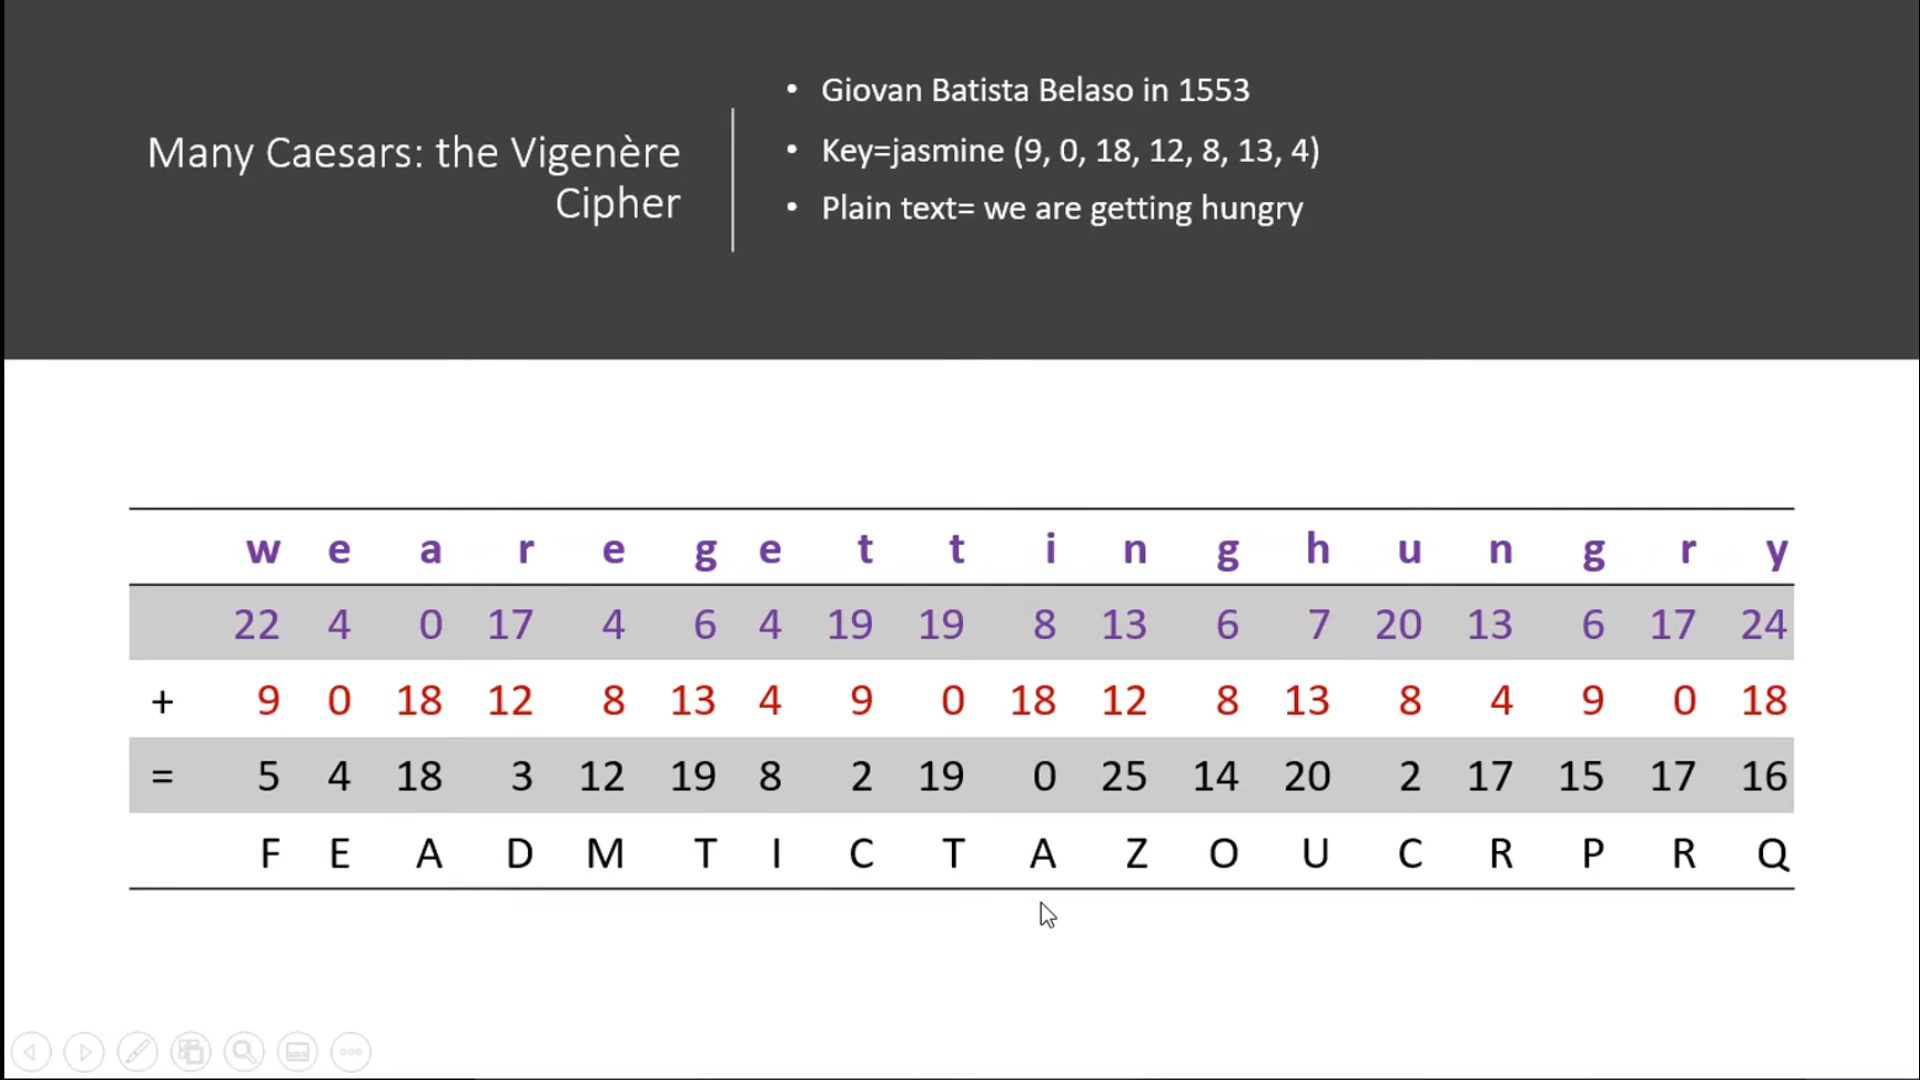 Many Caesars: the Vigenère
Cipher
• Giovan Batista Belaso in 1553
• Key=jasmine (9, 0, 18, 12, 8, 13, 4)
• Plain text= we are getting hungry
w e a r e g e t t i n g h u n g r y
22 4 0 17 4 6 4 19 19 8 13 6 7 20 13 6 17 24
+ 9 0 18 12 8 13 4 9 0 18 12 8 13 8 4 9 0 18
= 5 4 18 3 12 19 8 2 19 0 25 14 20 2 17 15 17 16
F E A D M T I C T A Z O U C R P R Q